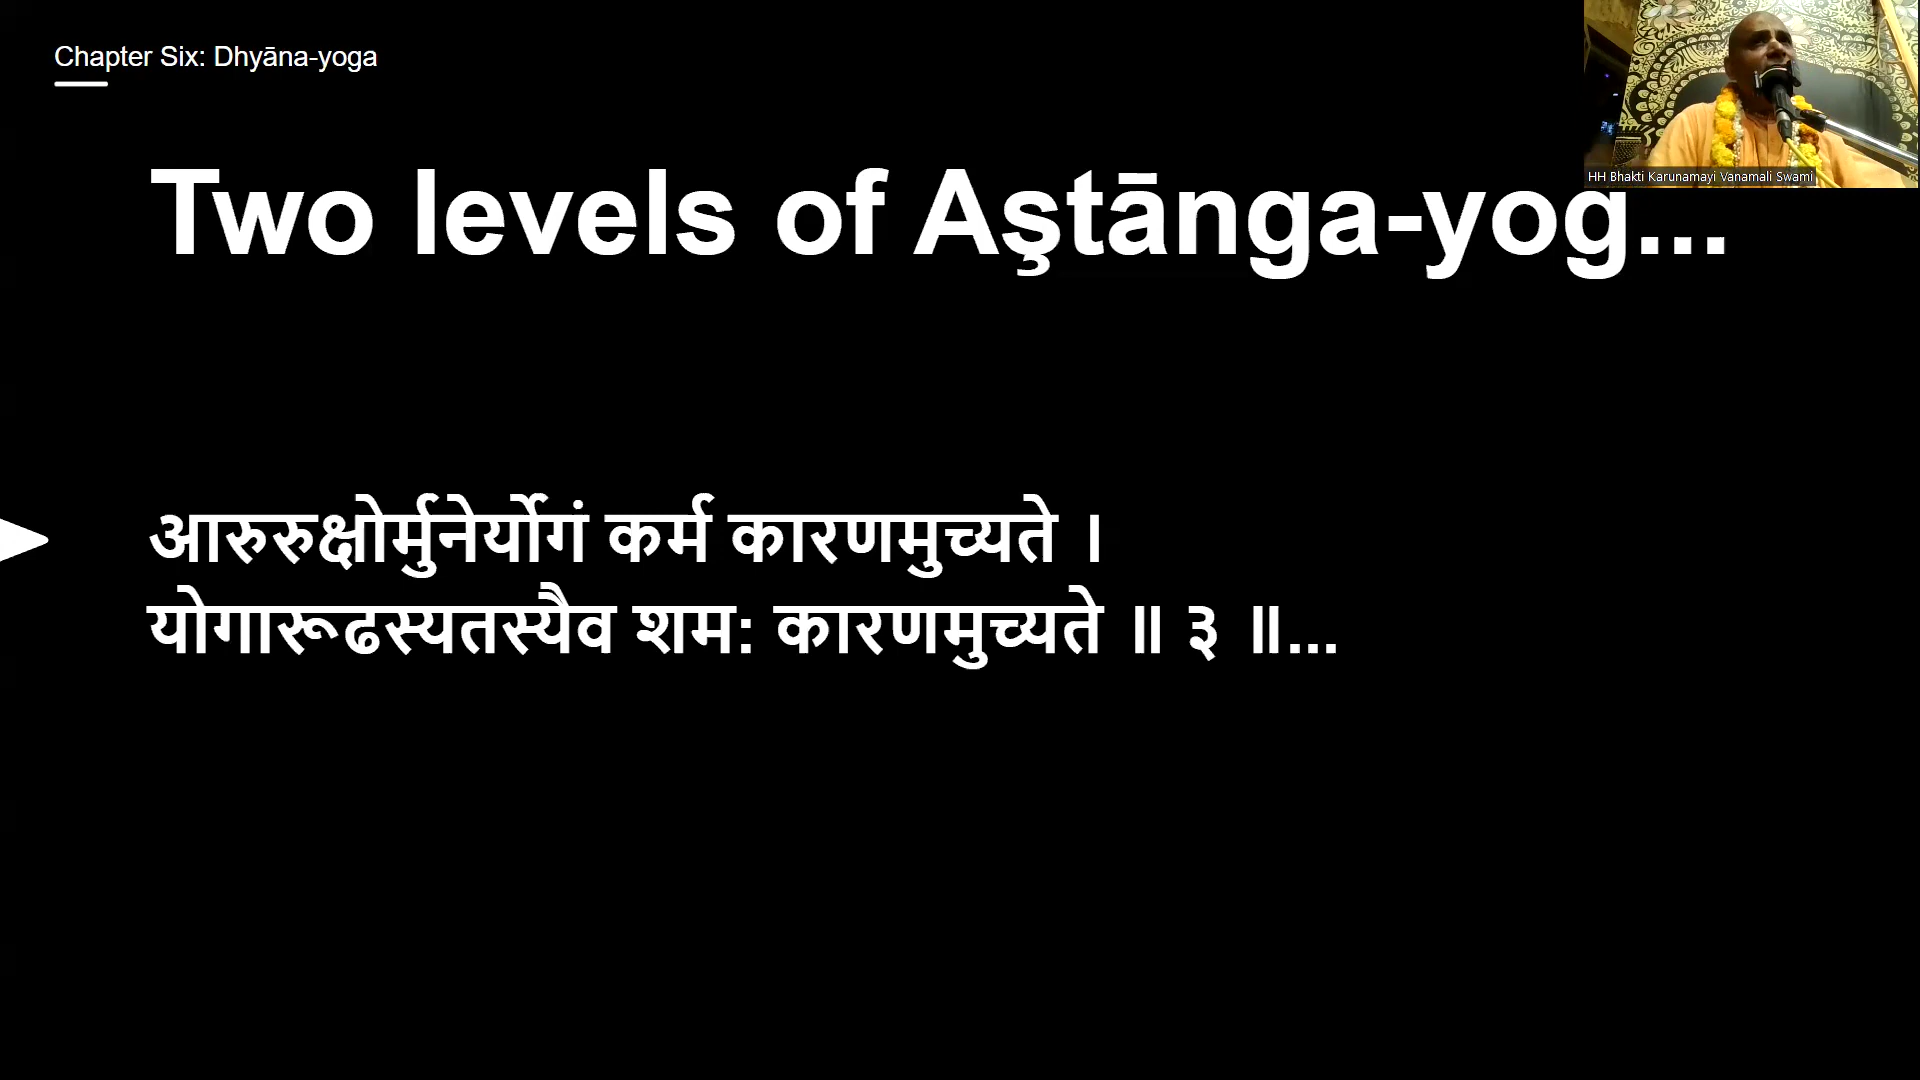 Chapter Six: Dhyāna-yoga
HH Bhakti Karunamayi Vanamali Swami
Two levels of Aştānga-yog...
आरुरुक्षोर्मुनेर्योगं कर्म कारणमुच्यते ।
योगारूढस्यतस्यैव शम: कारणमुच्यते ॥ ३ ॥...